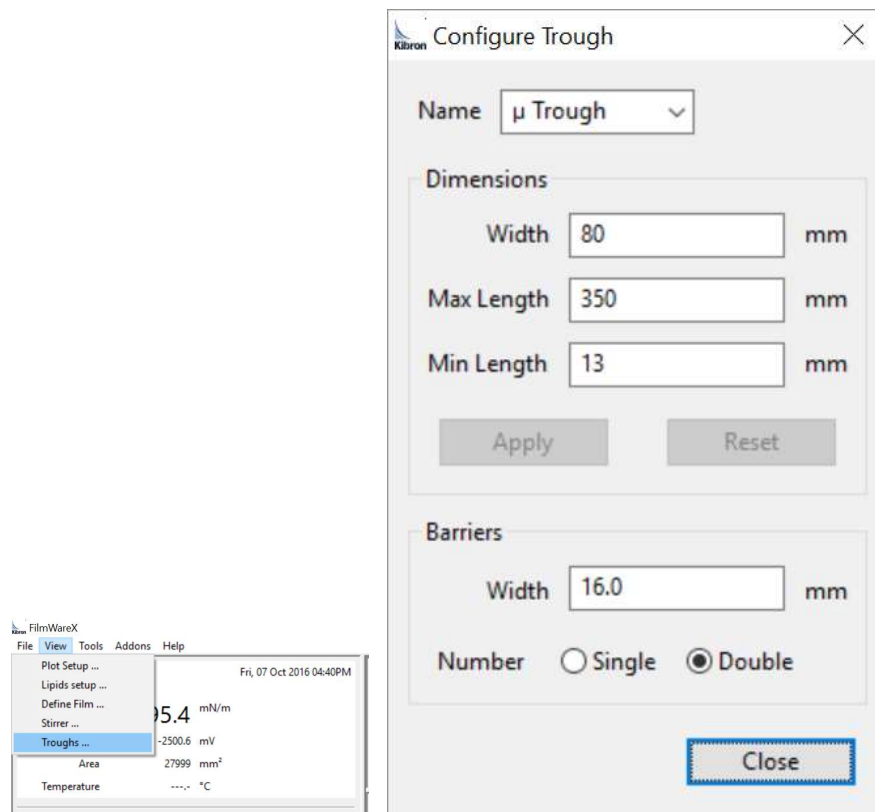 Kibron Configure Trough
Name μ Trough
Dimensions
Width 80 mm
Max Length 350 mm
Min Length 13 mm
Apply Reset
Barriers
Width 16.0 mm
Number Single Double
Close
Kibron FilmWareX
File View Tools Addons Help
Plot Setup ...
Fri, 07 Oct 2016 04:40PM
Lipids setup ...
Define Film ...
5.4 mN/m
Stirrer ...
Troughs ... -2500.6 mV
Area 27999 mm²
Temperature ---.- °C